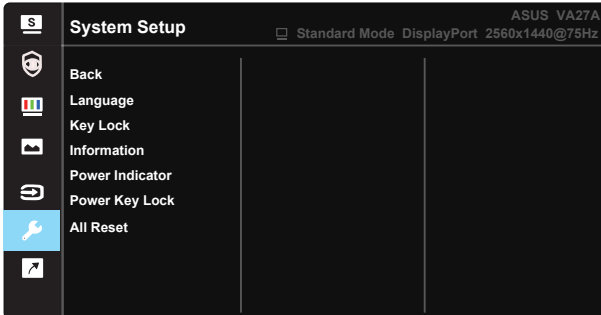 S
System Setup
ASUS VA27A
Standard Mode DisplayPort 2560x1440@75Hz
Back
Language
Key Lock
Information
Power Indicator
Power Key Lock
All Reset